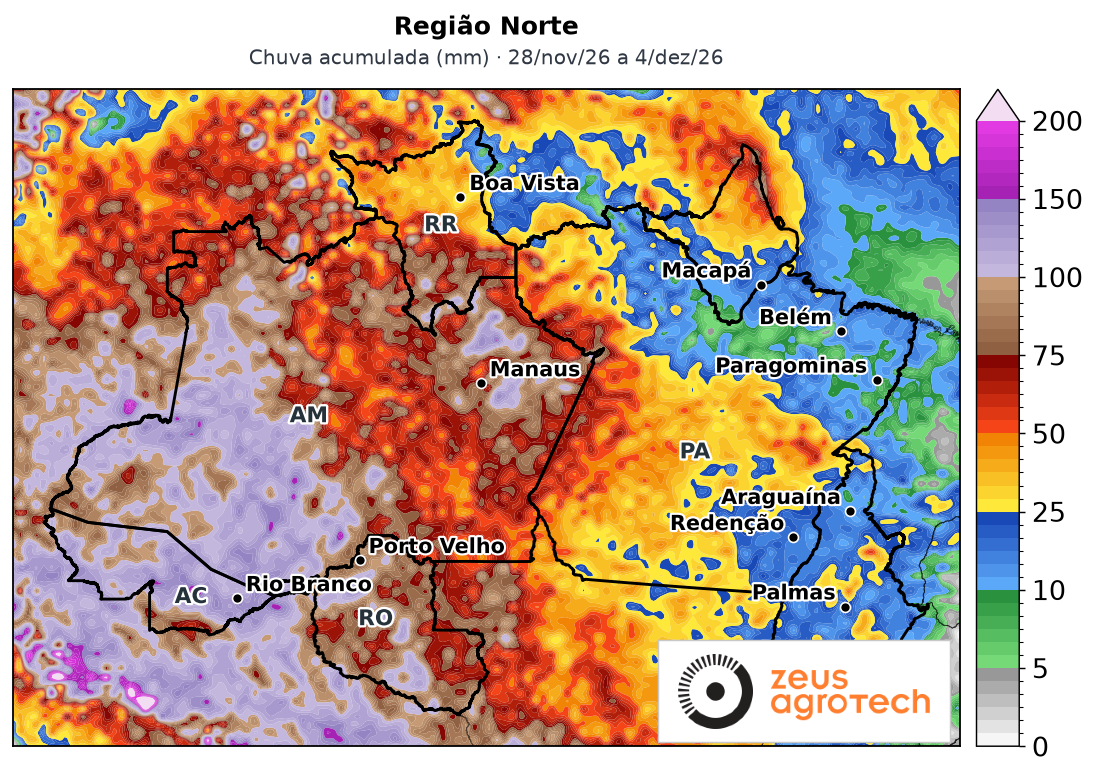 Região Norte
Chuva acumulada (mm) · 28/nov/26 a 4/dez/26
200
150
100
75
50
25
10
5
0
Boa Vista
RR
Macapá
Belém
Paragominas
Manaus
AM
PA
Araguaína
Redenção
Porto Velho
Rio Branco
AC
RO
Palmas
zeus
agrotech